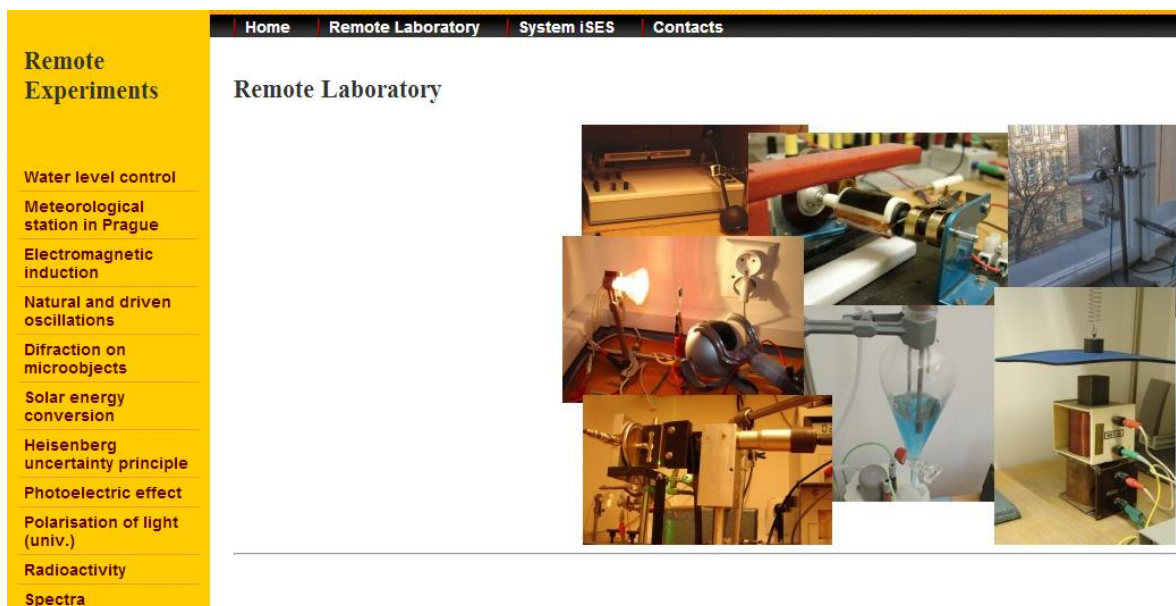 Home
Remote Laboratory
System iSES
Contacts
Remote
Experiments
Water level control
Meteorological
station in Prague
Electromagnetic
induction
Natural and driven
oscillations
Difraction on
microobjects
Solar energy
conversion
Heisenberg
uncertainty principle
Photoelectric effect
Polarisation of light
(univ.)
Radioactivity
Spectra
Remote Laboratory